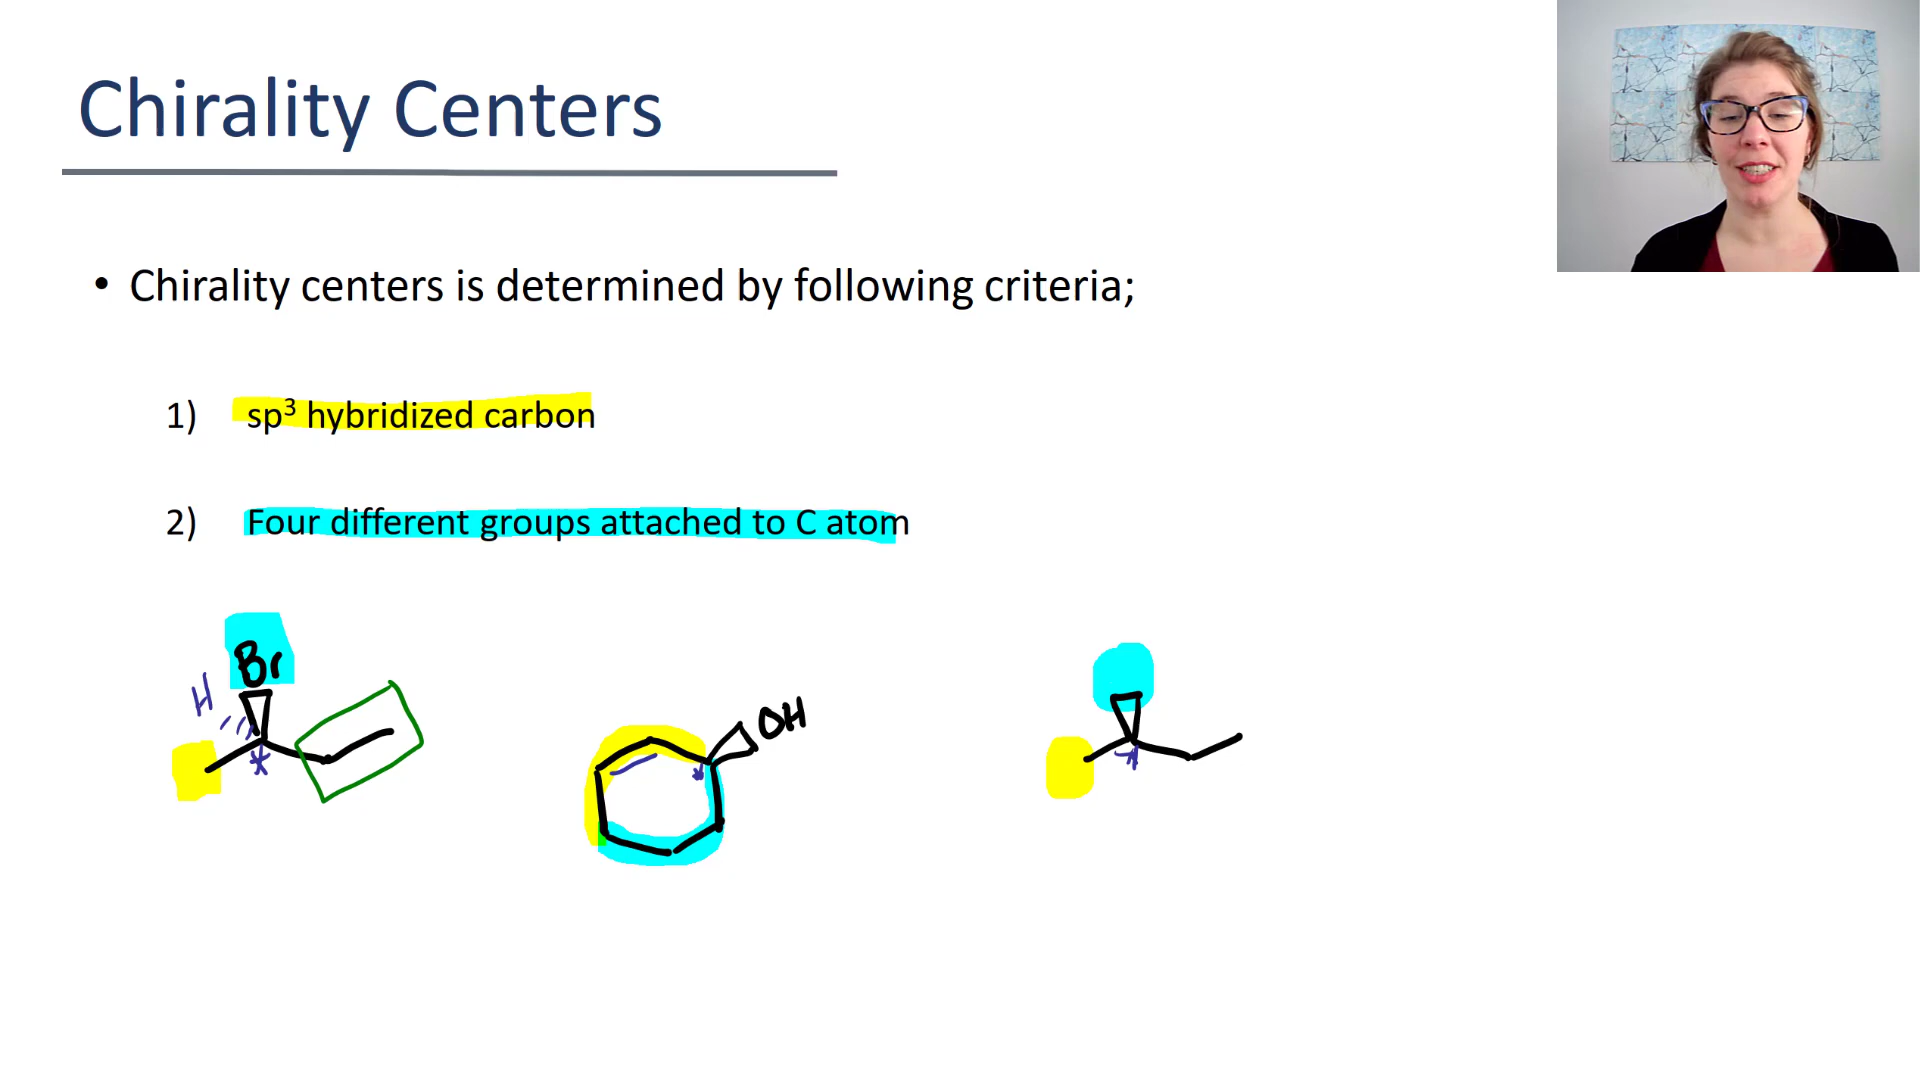 Chirality Centers
• Chirality centers is determined by following criteria;
1) sp³ hybridized carbon
2) Four different groups attached to C atom
Br
H
OH